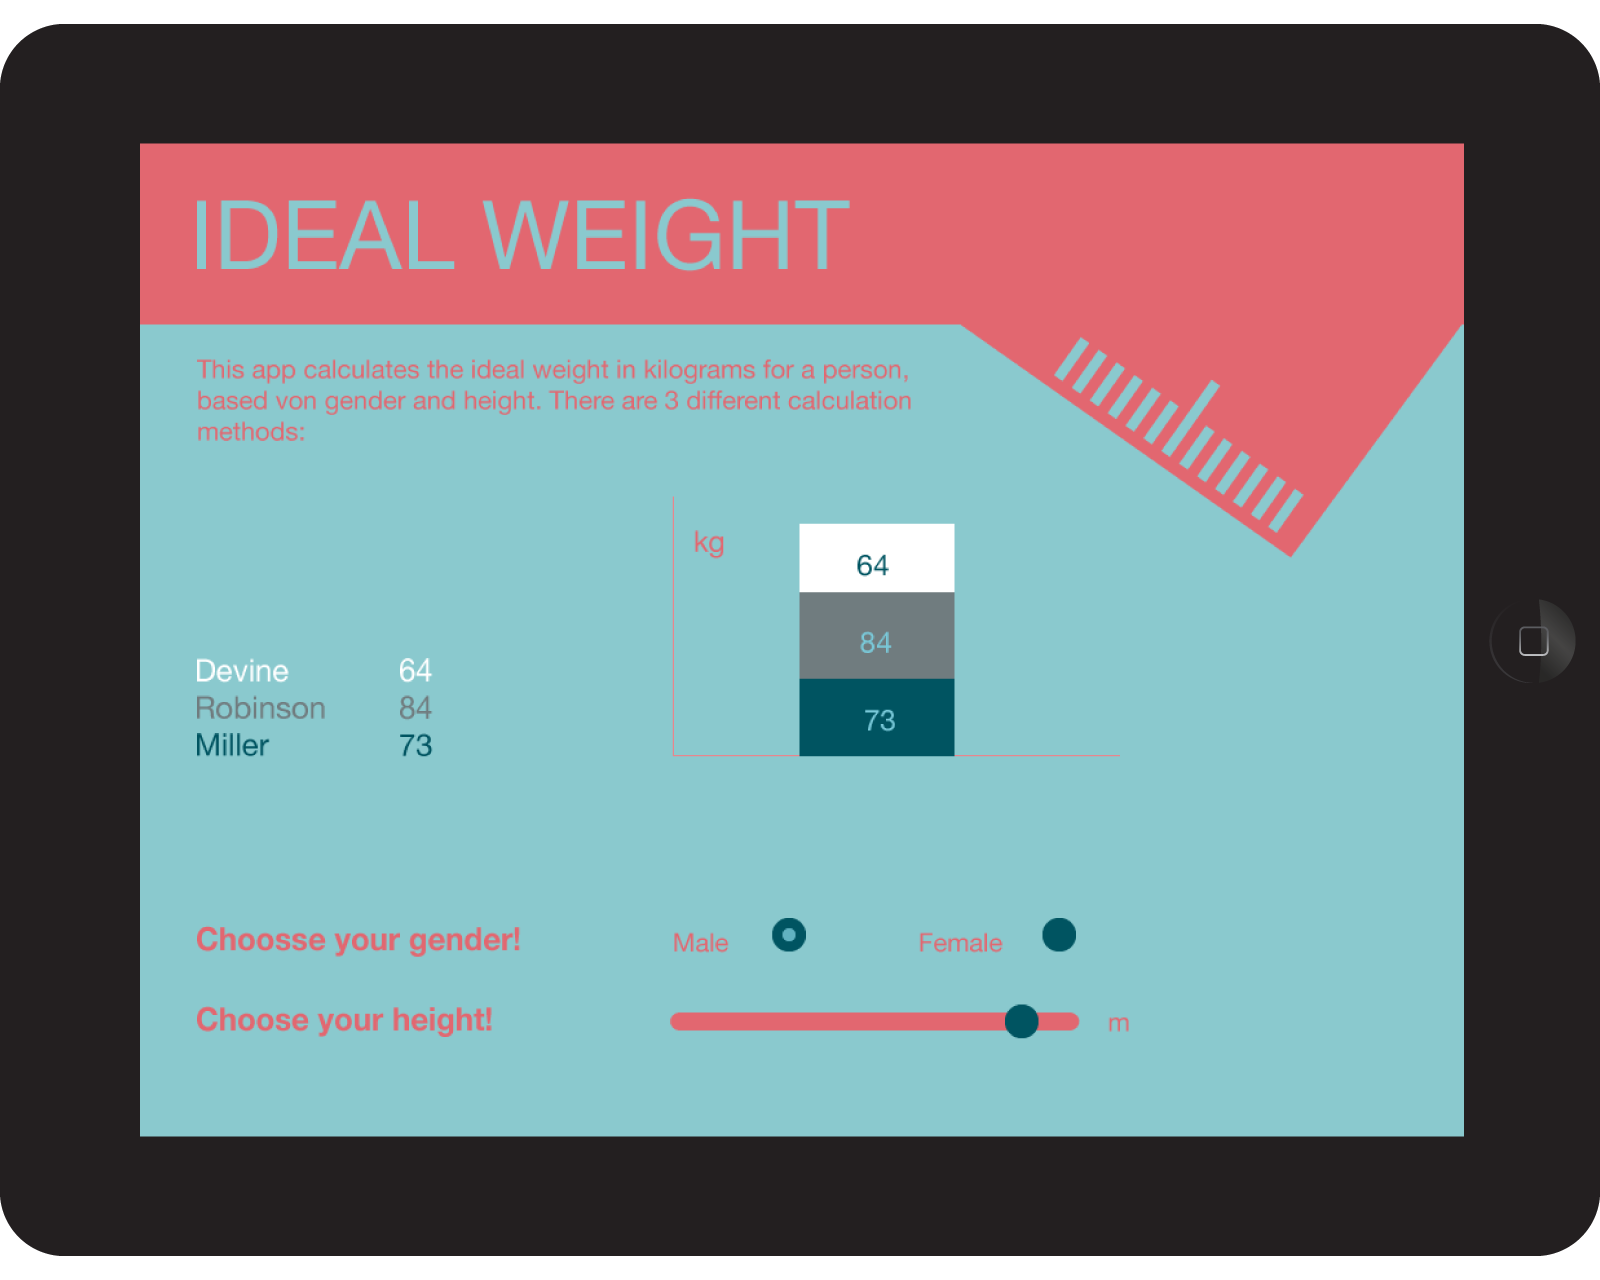 IDEAL WEIGHT
This app calculates the ideal weight in kilograms for a person,
based von gender and height. There are 3 different calculation
methods:
kg
64
84
73
Devine 64
Robinson 84
Miller 73
Choosse your gender! Male Female
Choose your height! m